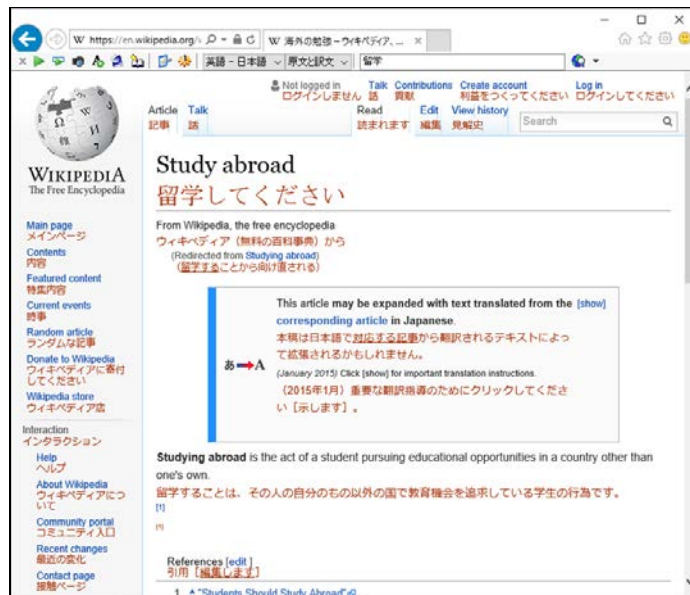 W https://en.wikipedia.org/
W 海外の勉強 - ウィキペディア、...
英語 - 日本語
原文と訳文
留学
Not logged in Talk Contributions Create account Log in
ログインしません 話 貢献 利益をつくってください ログインしてください
Article Talk Read Edit View history
記事 話 読まれます 編集 見解史
Search
WIKIPEDIA
The Free Encyclopedia
Study abroad
留学してください
From Wikipedia, the free encyclopedia
ウィキペディア（無料の百科事典）から
(Redirected from Studying abroad)
（留学することから向け直される）
This article may be expanded with text translated from the [show]
corresponding article in Japanese.
本稿は日本語で対応する記事から翻訳されるテキストによっ
て拡張されるかもしれません。
あ A
(January 2015) Click [show] for important translation instructions.
（2015年1月）重要な翻訳指導のためにクリックしてくださ
い［示します］。
Studying abroad is the act of a student pursuing educational opportunities in a country other than
one's own.
留学することは、その人の自分のもの以外の国で教育機会を追求している学生の行為です。
[1]
[1]
References [edit]
引用［編集します］
1. ^ "Students Should Study Abroad"
Main page
メインページ
Contents
内容
Featured content
特集内容
Current events
時事
Random article
ランダムな記事
Donate to Wikipedia
ウィキペディアに寄付
してください
Wikipedia store
ウィキペディア店
Interaction
インタラクション
Help
ヘルプ
About Wikipedia
ウィキペディアにつ
いて
Community portal
コミュニティ入口
Recent changes
最近の変化
Contact page
接触ページ